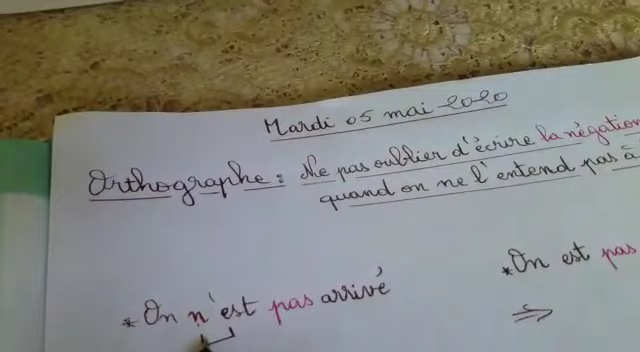 Mardi 05 mai 2020
Orthographe : Ne pas oublier d'écrire la négation
quand on ne l'entend pas à
* On n'est pas arrivé
* On est pas
⇒